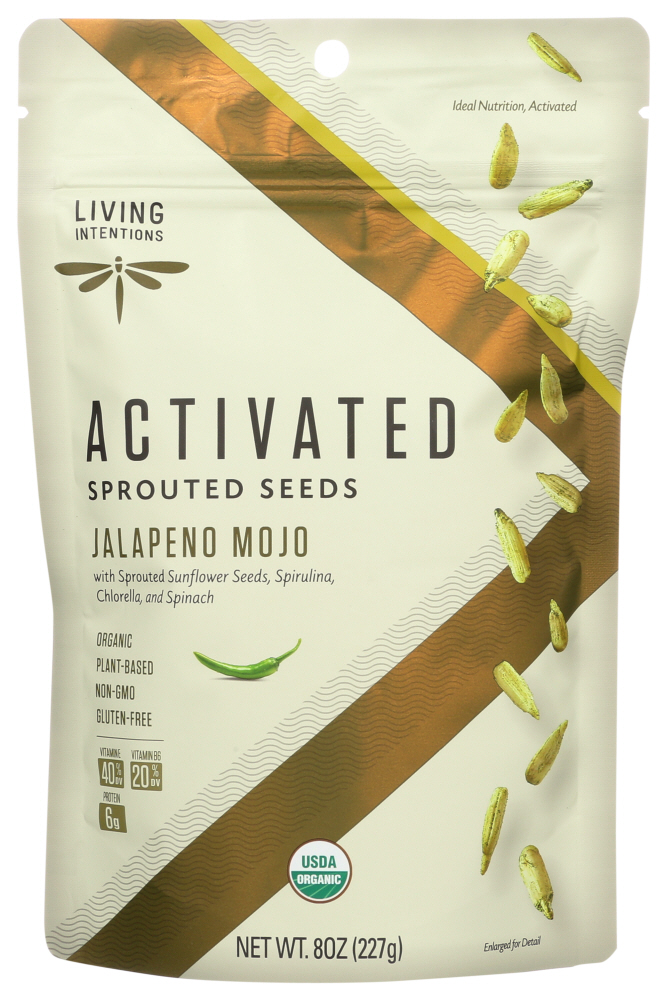 Ideal Nutrition, Activated
LIVING
INTENTIONS
ACTIVATED
SPROUTED SEEDS
JALAPENO MOJO
with Sprouted Sunflower Seeds, Spirulina,
Chlorella, and Spinach
ORGANIC
PLANT-BASED
NON-GMO
GLUTEN-FREE
VITAMIN E
40% DV
VITAMIN B6
20% DV
PROTEIN
6g
USDA
ORGANIC
NET WT. 8OZ (227g)
Enlarged for Detail